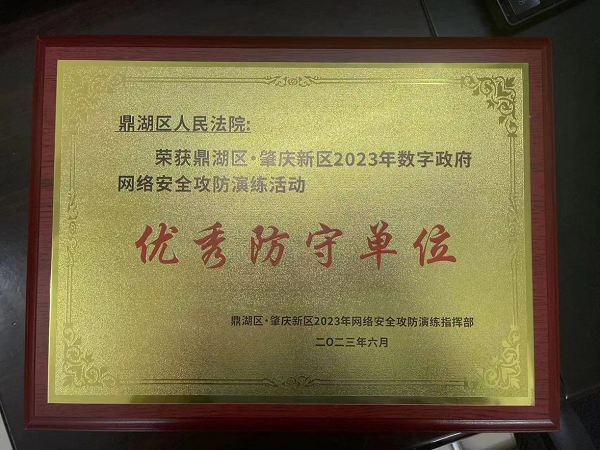 鼎湖区人民法院:
荣获鼎湖区·肇庆新区2023年数字政府
网络安全攻防演练活动
优秀防守单位
鼎湖区·肇庆新区2023年网络安全攻防演练指挥部
二〇二三年六月